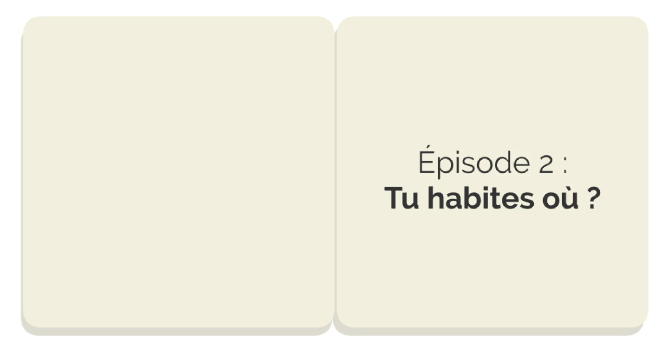 Épisode 2 :
Tu habites où ?